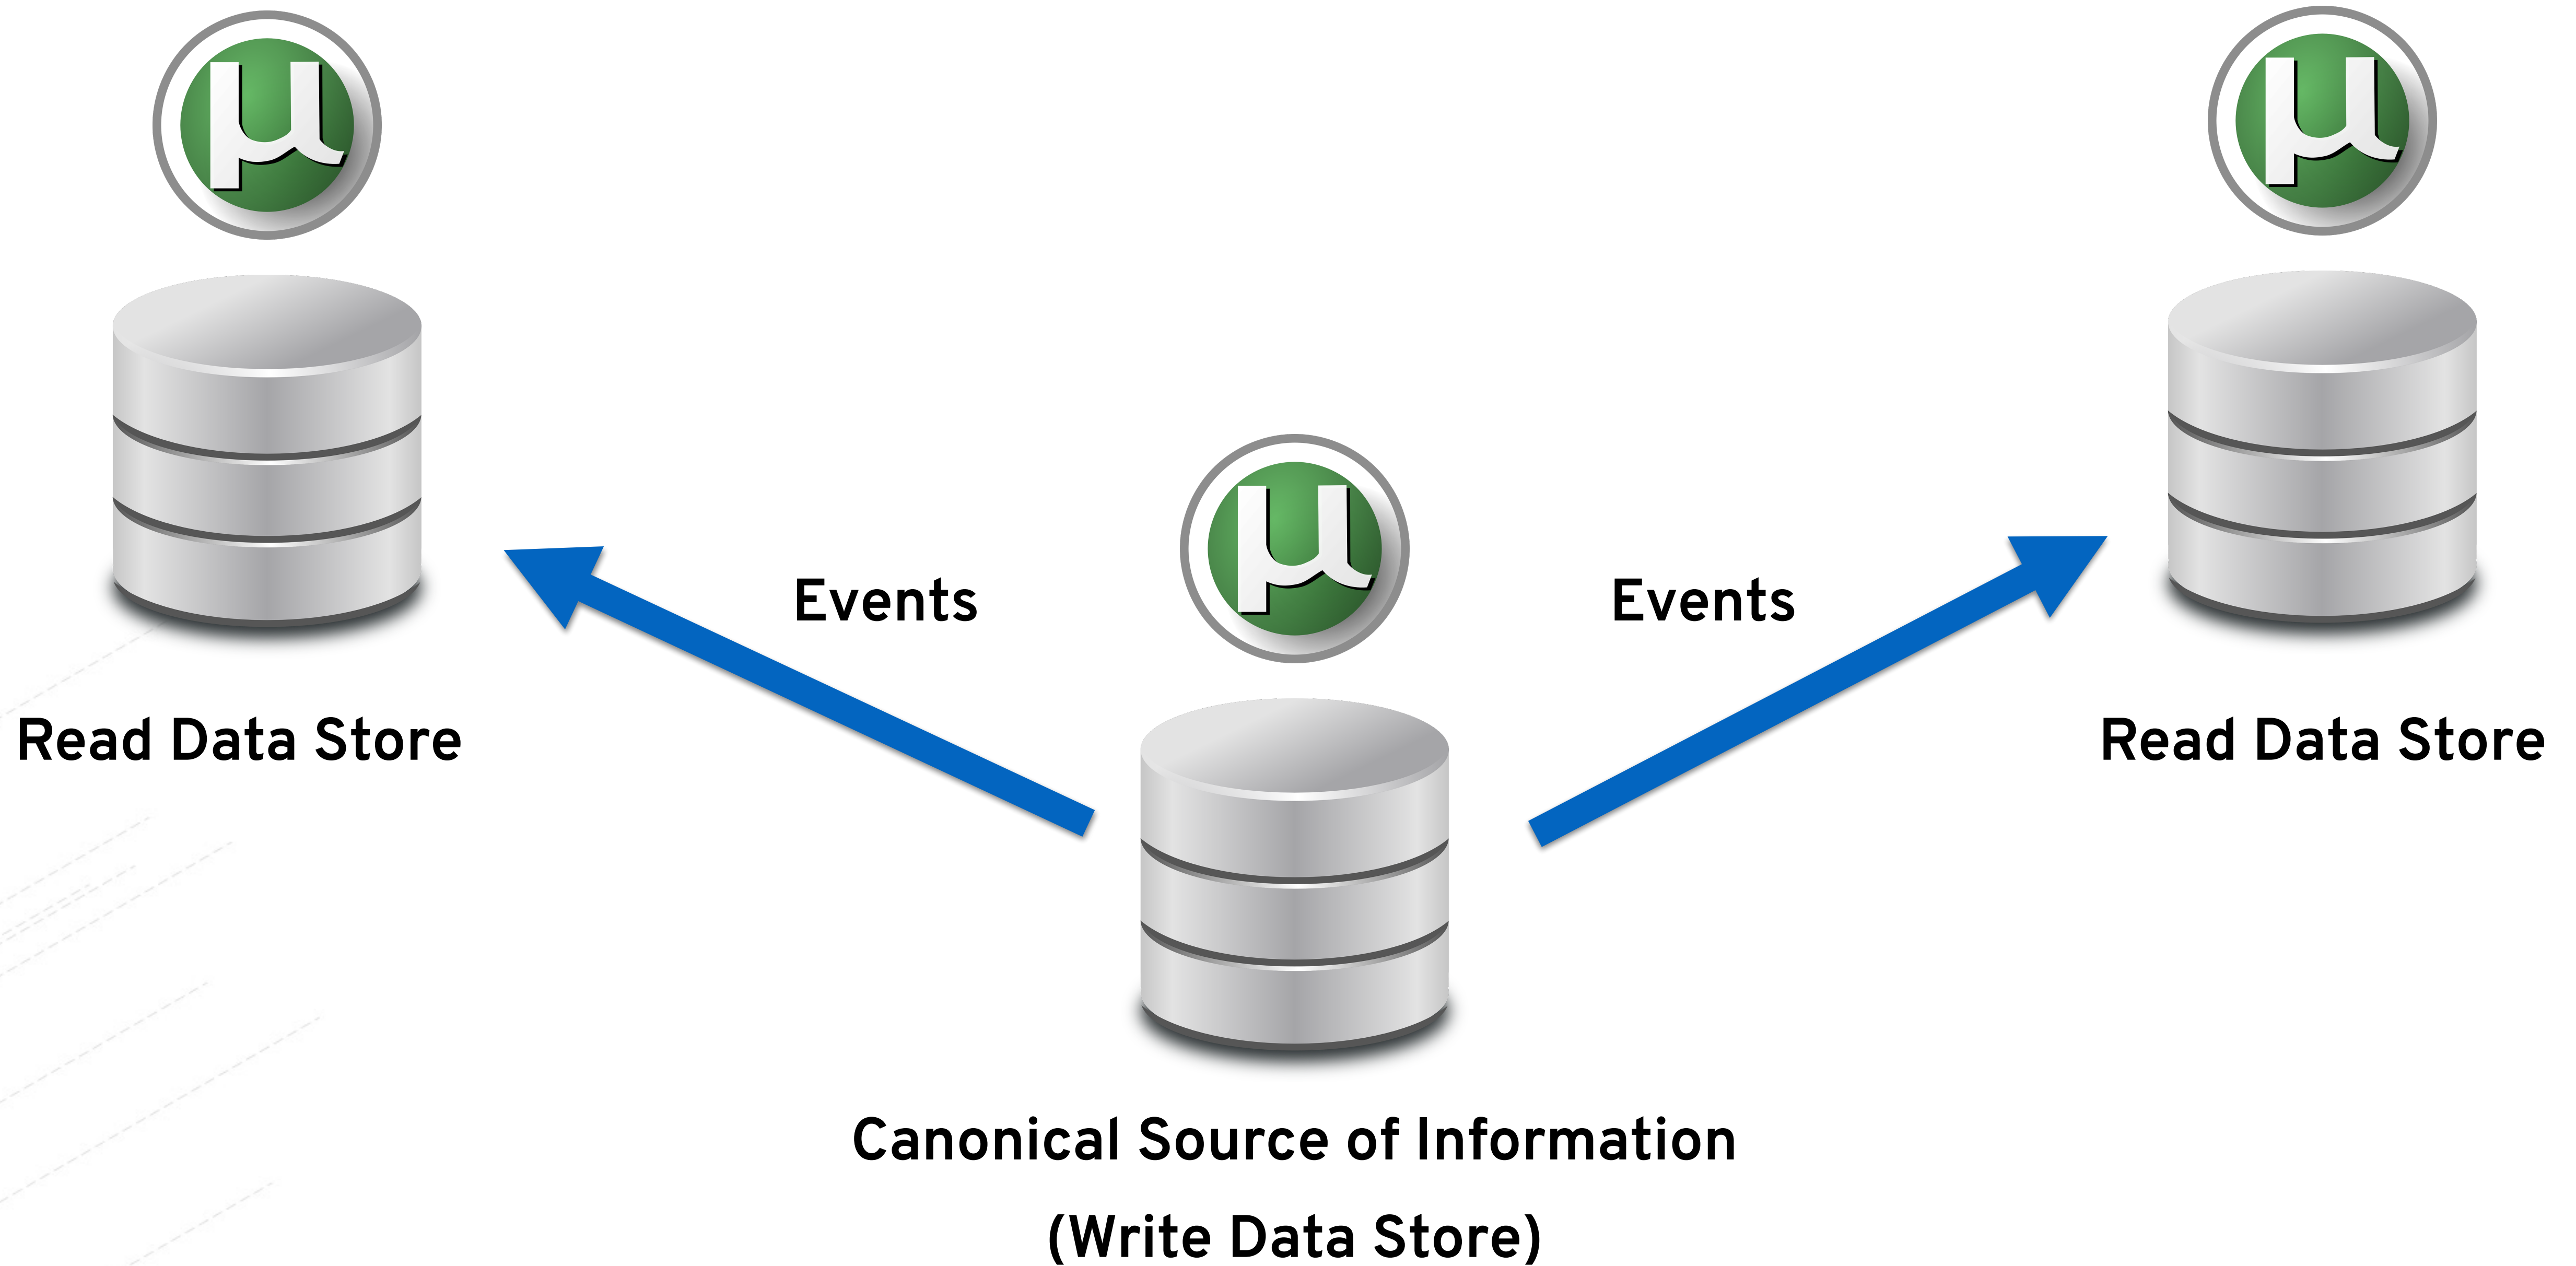 µ
µ
µ
Events
Events
Read Data Store
Read Data Store
Canonical Source of Information
(Write Data Store)